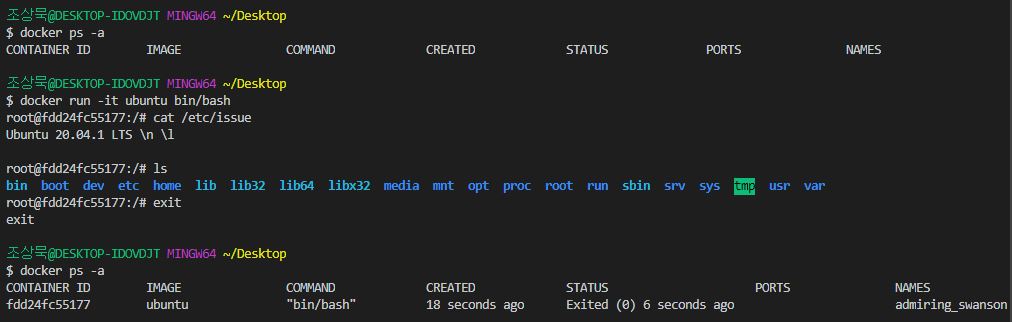 조상묵@DESKTOP-IDOVDJT MINGW64 ~/Desktop
$ docker ps -a
CONTAINER ID        IMAGE               COMMAND             CREATED             STATUS              PORTS               NAMES
조상묵@DESKTOP-IDOVDJT MINGW64 ~/Desktop
$ docker run -it ubuntu bin/bash
root@fdd24fc55177:/# cat /etc/issue
Ubuntu 20.04.1 LTS \n \l
root@fdd24fc55177:/# ls
bin  boot  dev  etc  home  lib  lib32  lib64  libx32  media  mnt  opt  proc  root  run  sbin  srv  sys  tmp  usr  var
root@fdd24fc55177:/# exit
exit
조상묵@DESKTOP-IDOVDJT MINGW64 ~/Desktop
$ docker ps -a
CONTAINER ID        IMAGE               COMMAND             CREATED             STATUS                     PORTS               NAMES
fdd24fc55177        ubuntu              "bin/bash"          18 seconds ago      Exited (0) 6 seconds ago                       admiring_swanson